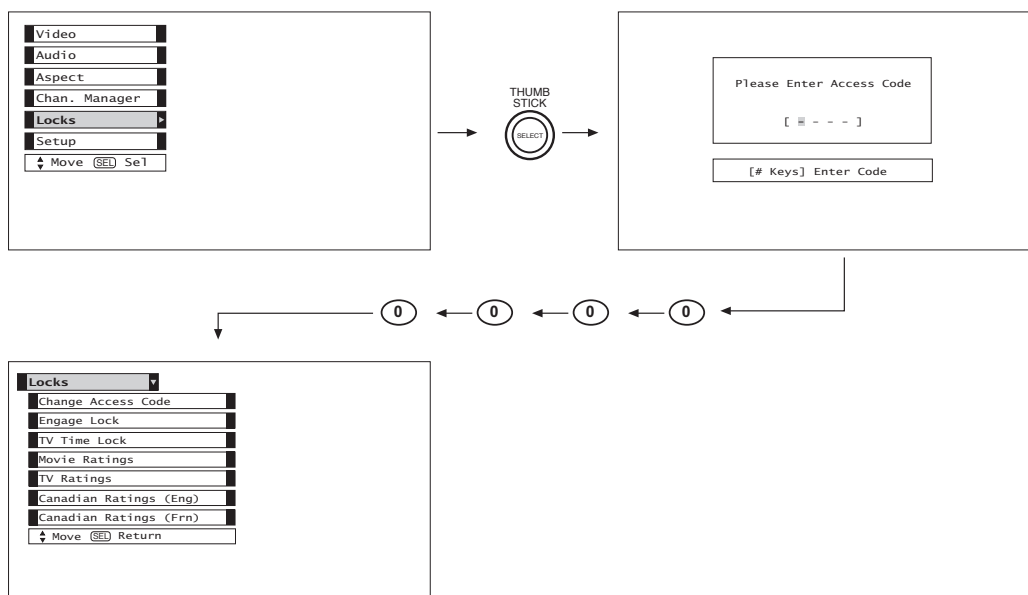 Video
Audio
Aspect
Chan. Manager
Locks
Setup
Move SEL Sel
THUMB
STICK
SELECT
Please Enter Access Code
[ - - - - ]
[# Keys] Enter Code
0 0 0 0
Locks
Change Access Code
Engage Lock
TV Time Lock
Movie Ratings
TV Ratings
Canadian Ratings (Eng)
Canadian Ratings (Frn)
Move SEL Return